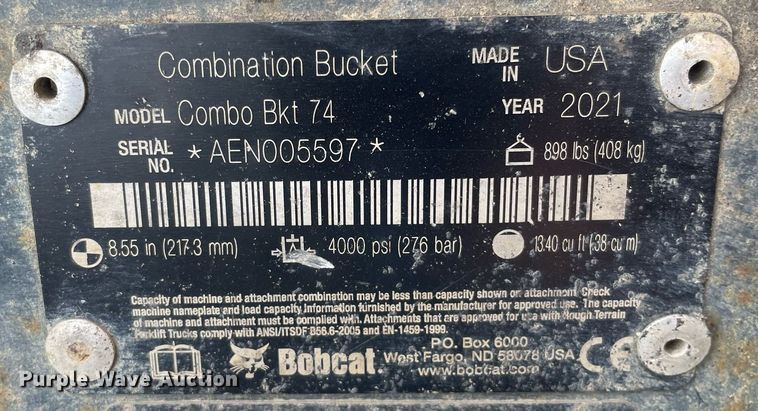 Combination Bucket MADE IN USA
MODEL Combo Bkt 74 YEAR 2021
SERIAL NO. *AEN005597* 898 lbs (408 kg)
8.55 in (217.3 mm) 4000 psi (276 bar) 13.40 cu ft (.38 cu m)
Capacity of machine and attachment combination may be less than capacity shown on attachment. Check
machine nameplate and load capacity information furnished by the manufacturer for approved use. The capacity
of machine and attachment must be complied with. Attachments that are approved for use with Rough Terrain
Forklift Trucks comply with ANSI/ITSDF B56.6-2005 and EN-1459-1999.
Bobcat.
P.O. Box 6000
West Fargo, ND 58078 USA
www.bobcat.com
CE
Purple Wave Auction